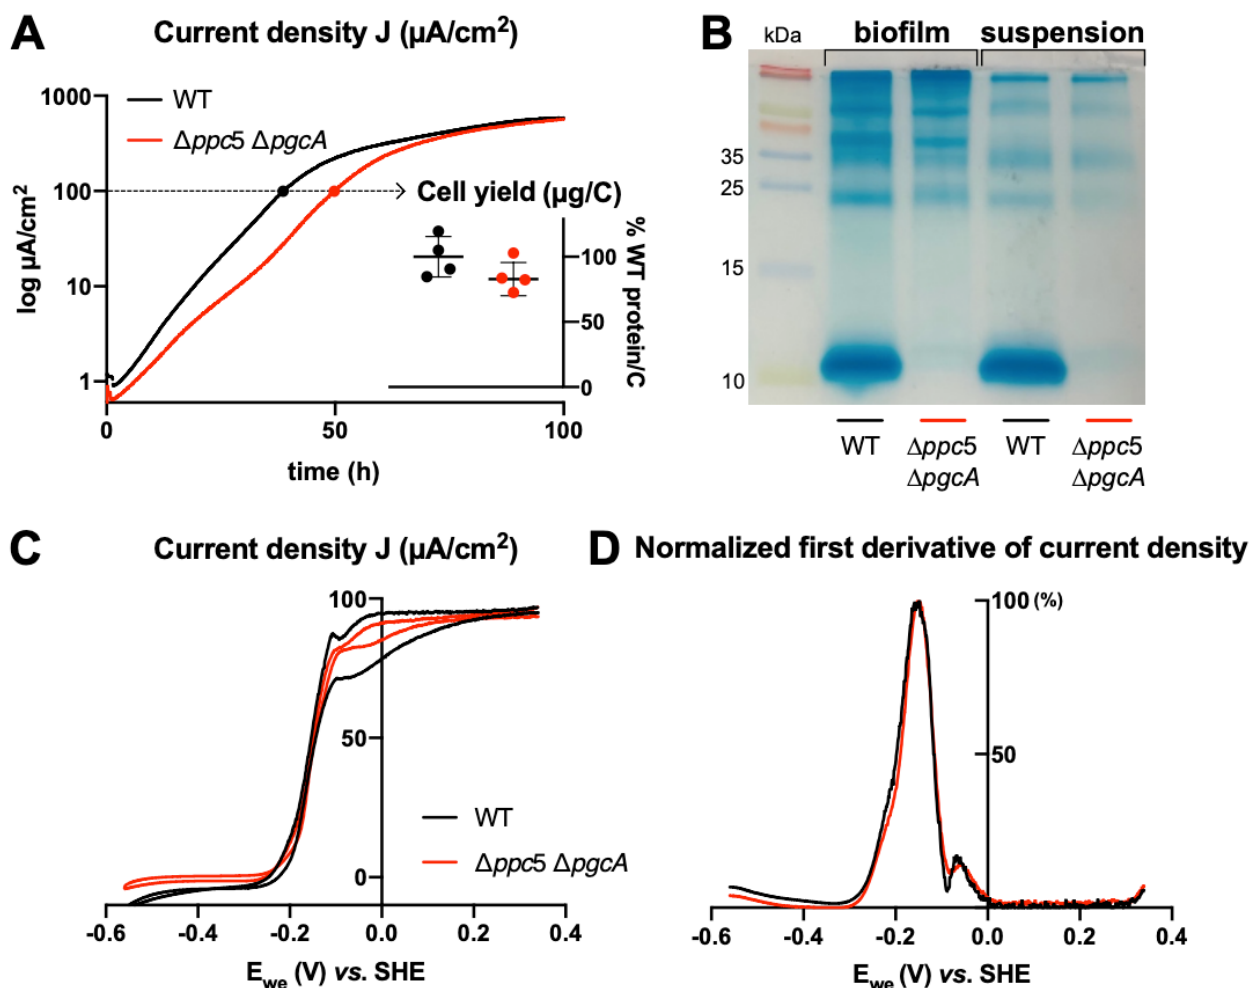 A
Current density J (µA/cm²)
1000
100
10
1
log µA/cm²
WT
Δppc5 ΔpgcA
Cell yield (µg/C)
100
50
0
% WT protein/C
0
50
100
time (h)
B
kDa
biofilm
suspension
35
25
15
10
WT
Δppc5
ΔpgcA
WT
Δppc5
ΔpgcA
C
Current density J (µA/cm²)
100
50
0
WT
Δppc5 ΔpgcA
-0.6
-0.4
-0.2
0.0
0.2
0.4
Ewe (V) vs. SHE
D
Normalized first derivative of current density
100 (%)
50
-0.6
-0.4
-0.2
0.0
0.2
0.4
Ewe (V) vs. SHE